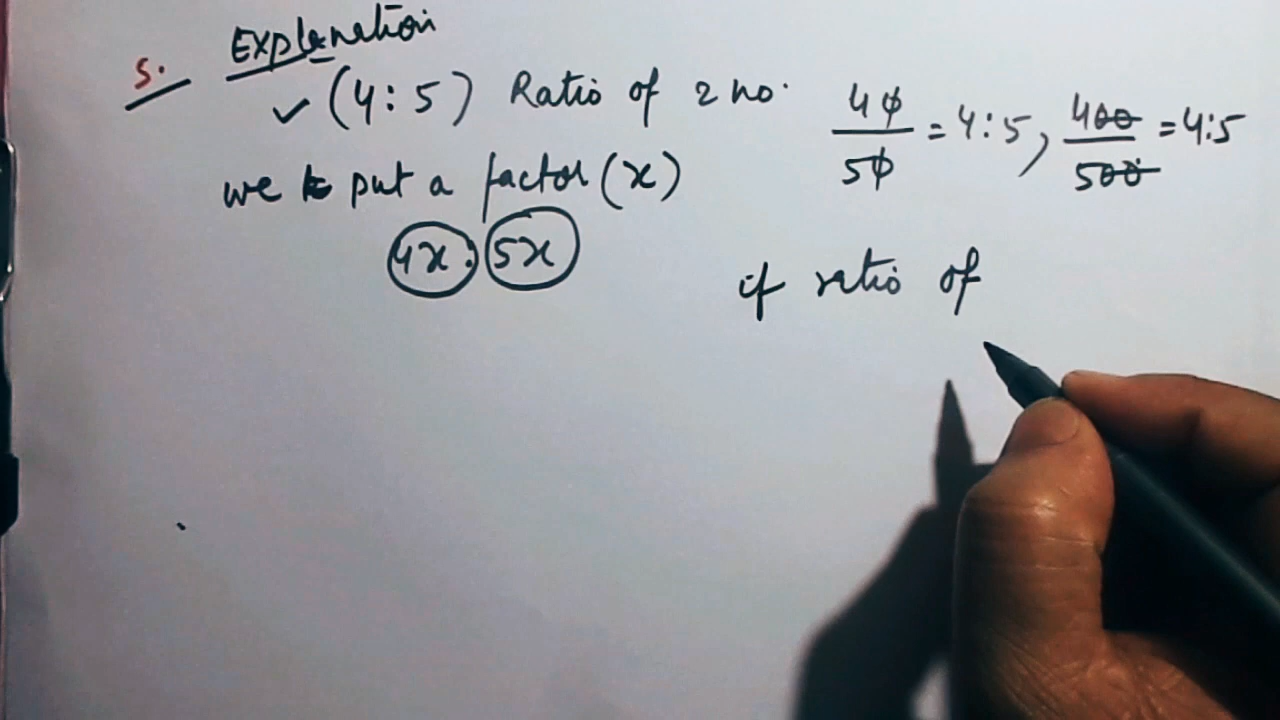 S. Explanation
(4:5) Ratio of 2 no.
40/50 = 4:5, 400/500 = 4:5
we put a factor (x)
4x : 5x
if ratio of